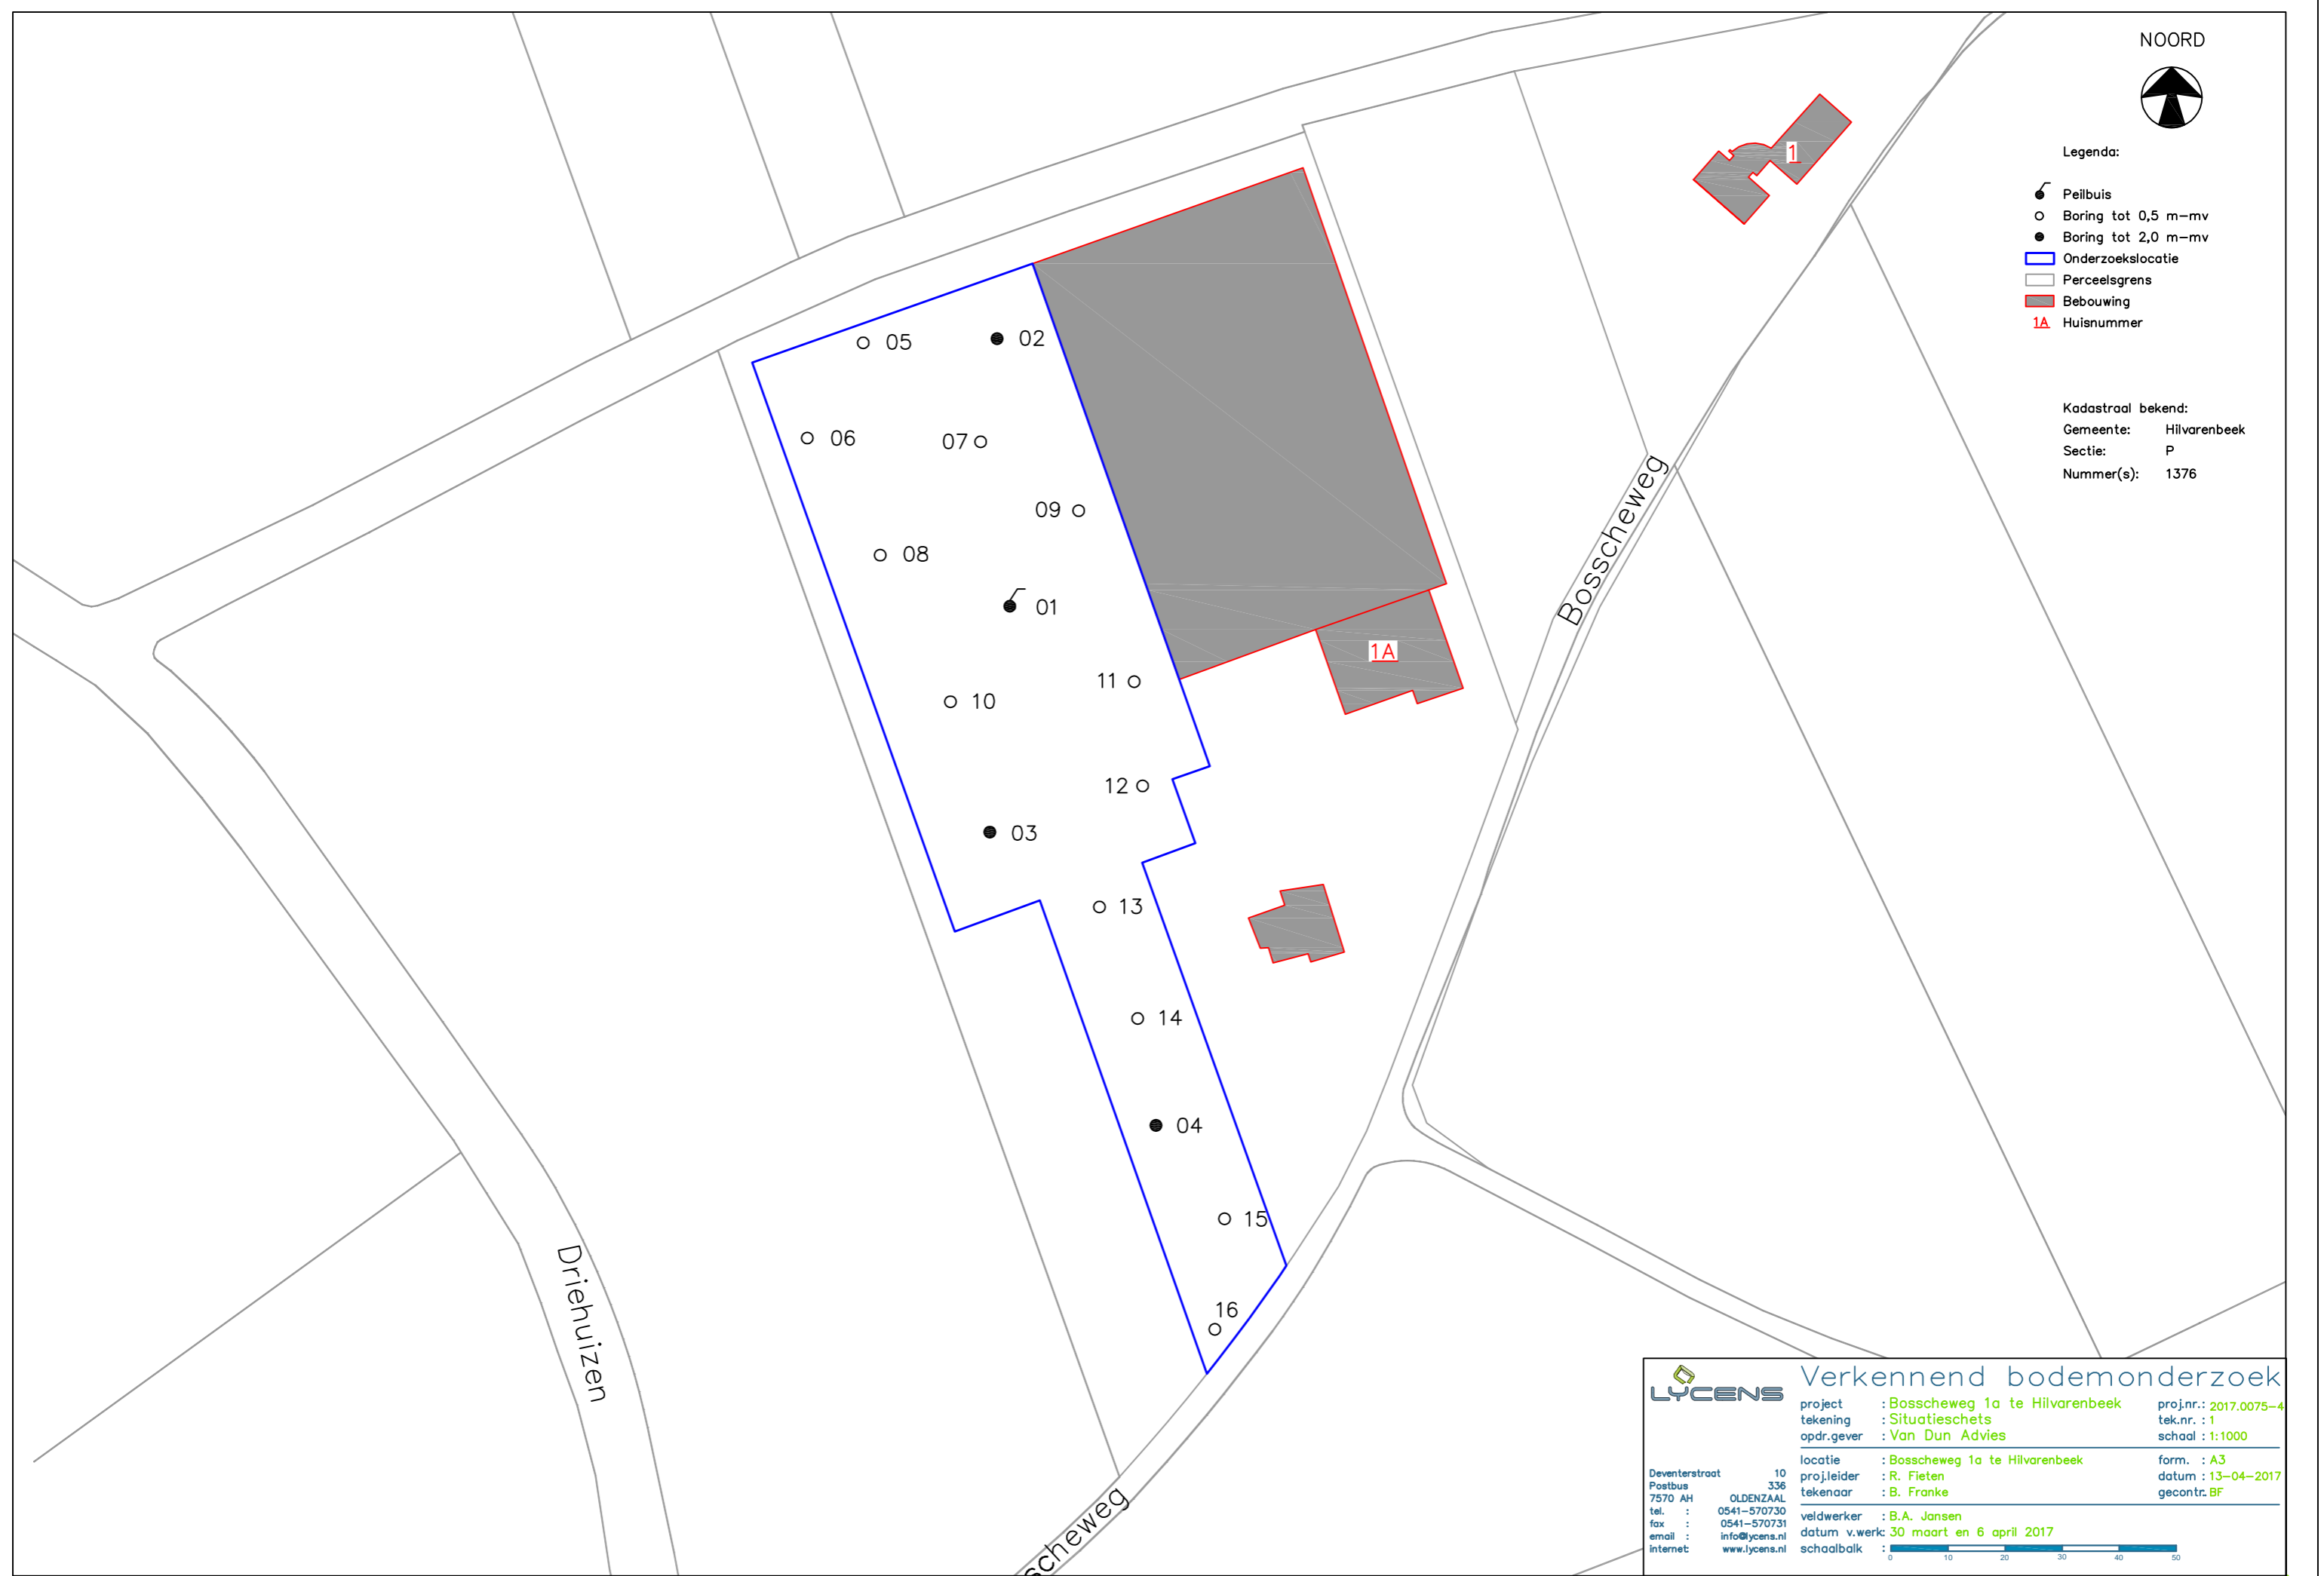 NOORD
Legenda:
Peilbuis
Boring tot 0,5 m-mv
Boring tot 2,0 m-mv
Onderzoekslocatie
Perceelsgrens
Bebouwing
1A Huisnummer
Kadastraal bekend:
Gemeente: Hilvarenbeek
Sectie: P
Nummer(s): 1376
1
05
02
06
07
09
08
01
1A
Bosscheweg
11
10
12
03
13
14
04
15
16
Driehuizen
scheweg
LYCENS
Deventerstraat 10
Postbus 336
7570 AH OLDENZAAL
tel. : 0541-570730
fax : 0541-570731
email : info@lycens.nl
internet: www.lycens.nl
Verkennend bodemonderzoek
project : Bosscheweg 1a te Hilvarenbeek proj.nr.: 2017.0075-4
tekening : Situatieschets tek.nr. : 1
opdr.gever : Van Dun Advies schaal : 1:1000
locatie : Bosscheweg 1a te Hilvarenbeek form. : A3
proj.leider : R. Fieten datum : 13-04-2017
tekenaar : B. Franke gecontr.: BF
veldwerker : B.A. Jansen
datum v.werk: 30 maart en 6 april 2017
schaalbalk :
0 10 20 30 40 50